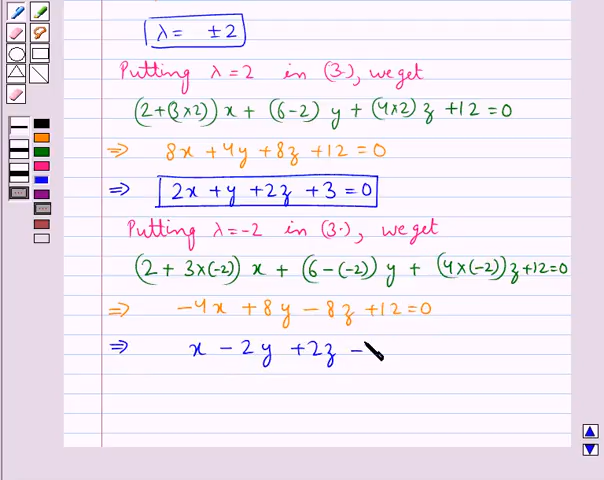 λ = ±2
Putting λ = 2 in (3.), we get
(2+(3×2)) x + (6-2) y + (4×2) z + 12 = 0
⇒ 8x + 4y + 8z + 12 = 0
⇒ 2x + y + 2z + 3 = 0
Putting λ = -2 in (3.), we get
(2 + 3×(-2)) x + (6 - (-2)) y + (4×(-2)) z + 12 = 0
⇒ -4x + 8y - 8z + 12 = 0
⇒ x - 2y + 2z -